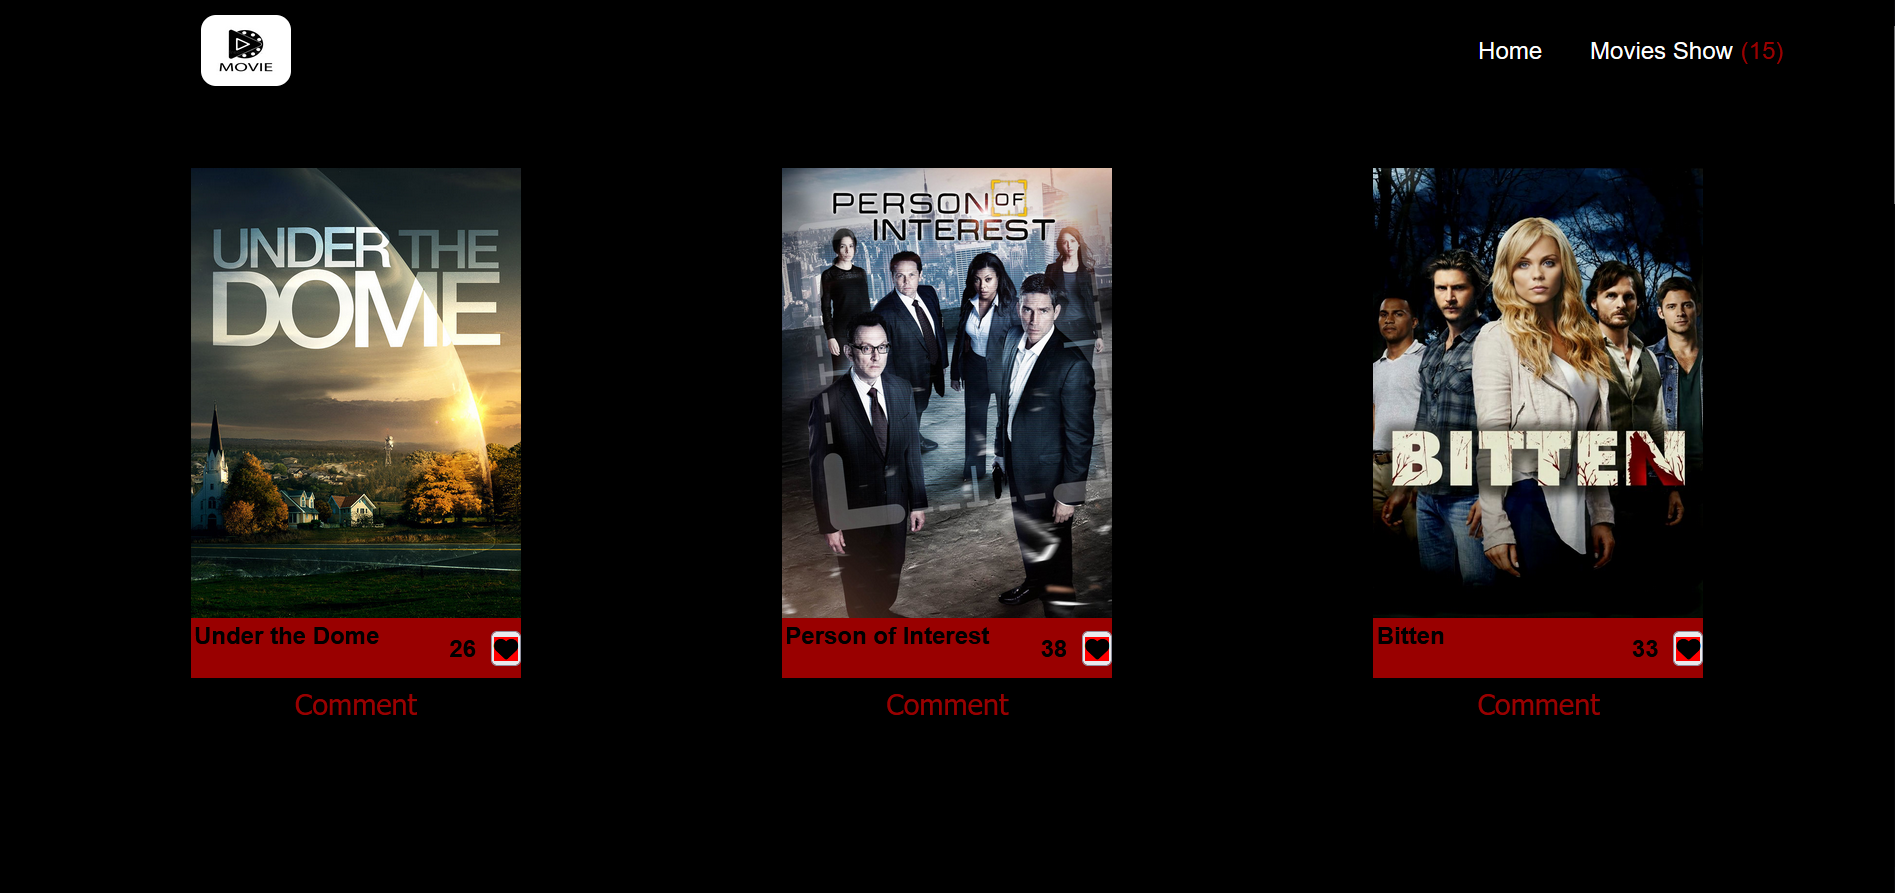 MOVIE
Home
Movies Show (15)
UNDER THE
DOME
PERSON OF
INTEREST
BITTEN
Under the Dome
26
Person of Interest
38
Bitten
33
Comment
Comment
Comment